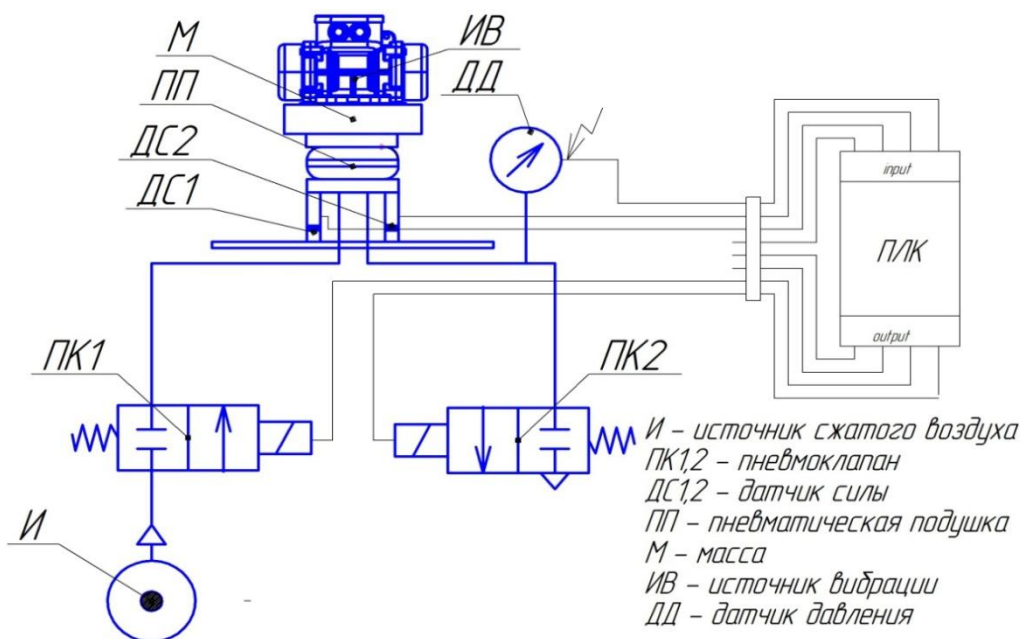 М
ИВ
ПП
ДД
ДС2
ДС1
input
ПЛК
output
ПК1
ПК2
И
И – источник сжатого воздуха
ПК1,2 – пневмоклапан
ДС1,2 – датчик силы
ПП – пневматическая подушка
М – масса
ИВ – источник вибрации
ДД – датчик давления